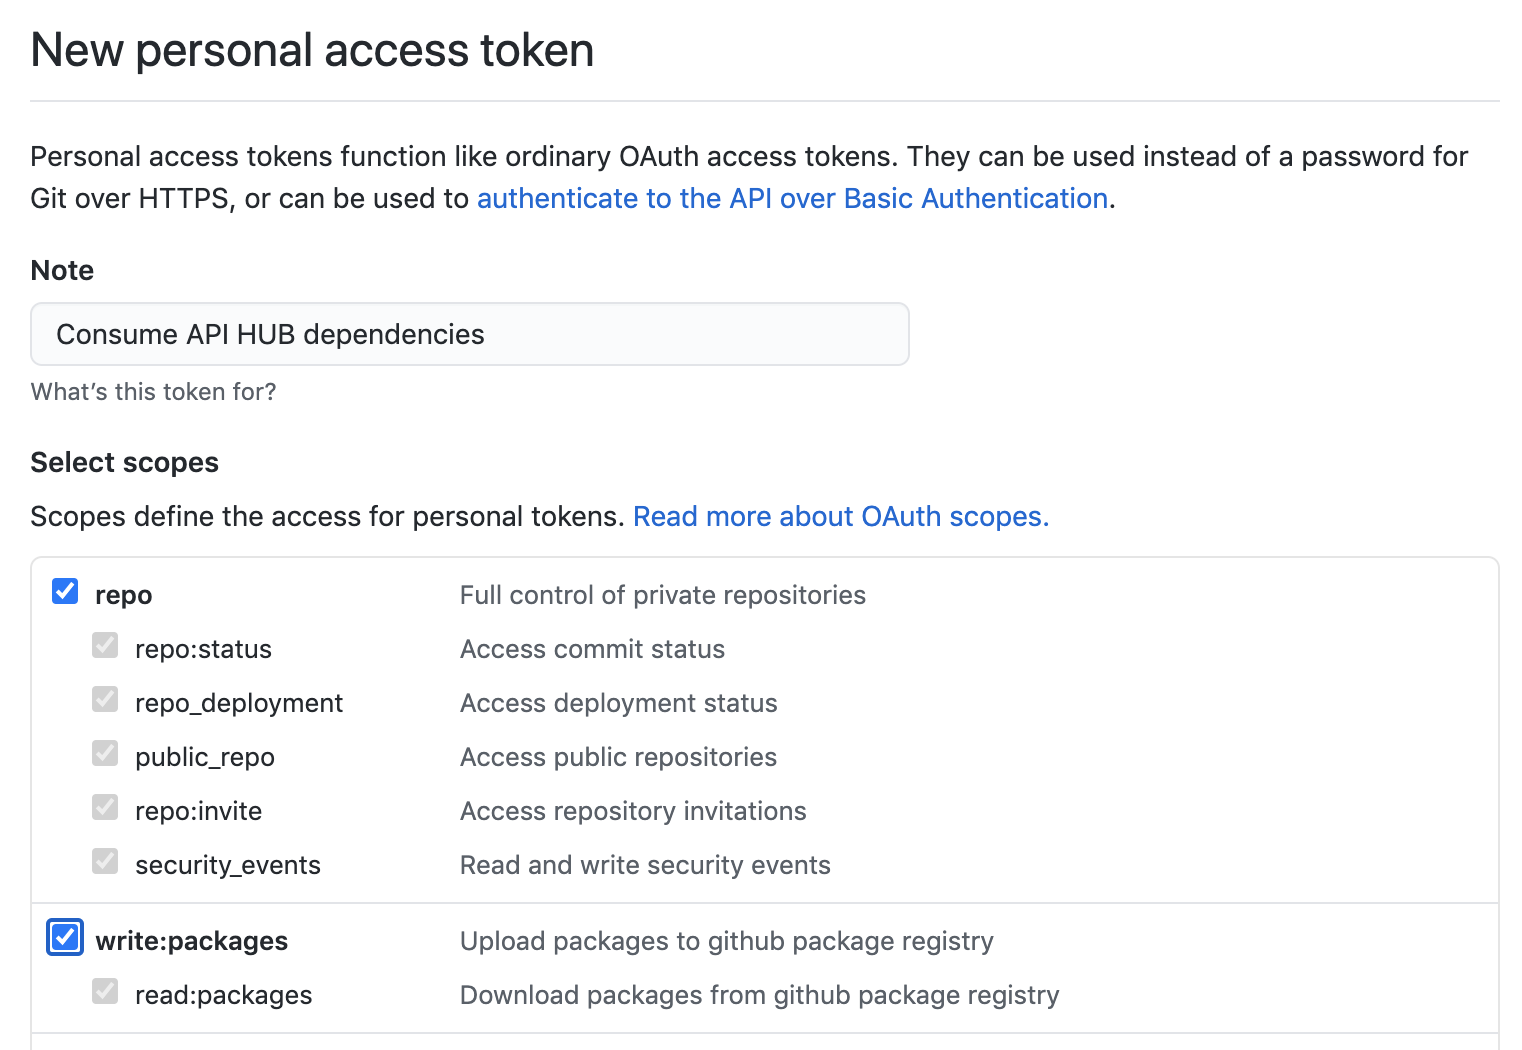 New personal access token
Personal access tokens function like ordinary OAuth access tokens. They can be used instead of a password for
Git over HTTPS, or can be used to authenticate to the API over Basic Authentication.
Note
Consume API HUB dependencies
What’s this token for?
Select scopes
Scopes define the access for personal tokens. Read more about OAuth scopes.
repo Full control of private repositories
repo:status Access commit status
repo_deployment Access deployment status
public_repo Access public repositories
repo:invite Access repository invitations
security_events Read and write security events
write:packages Upload packages to github package registry
read:packages Download packages from github package registry